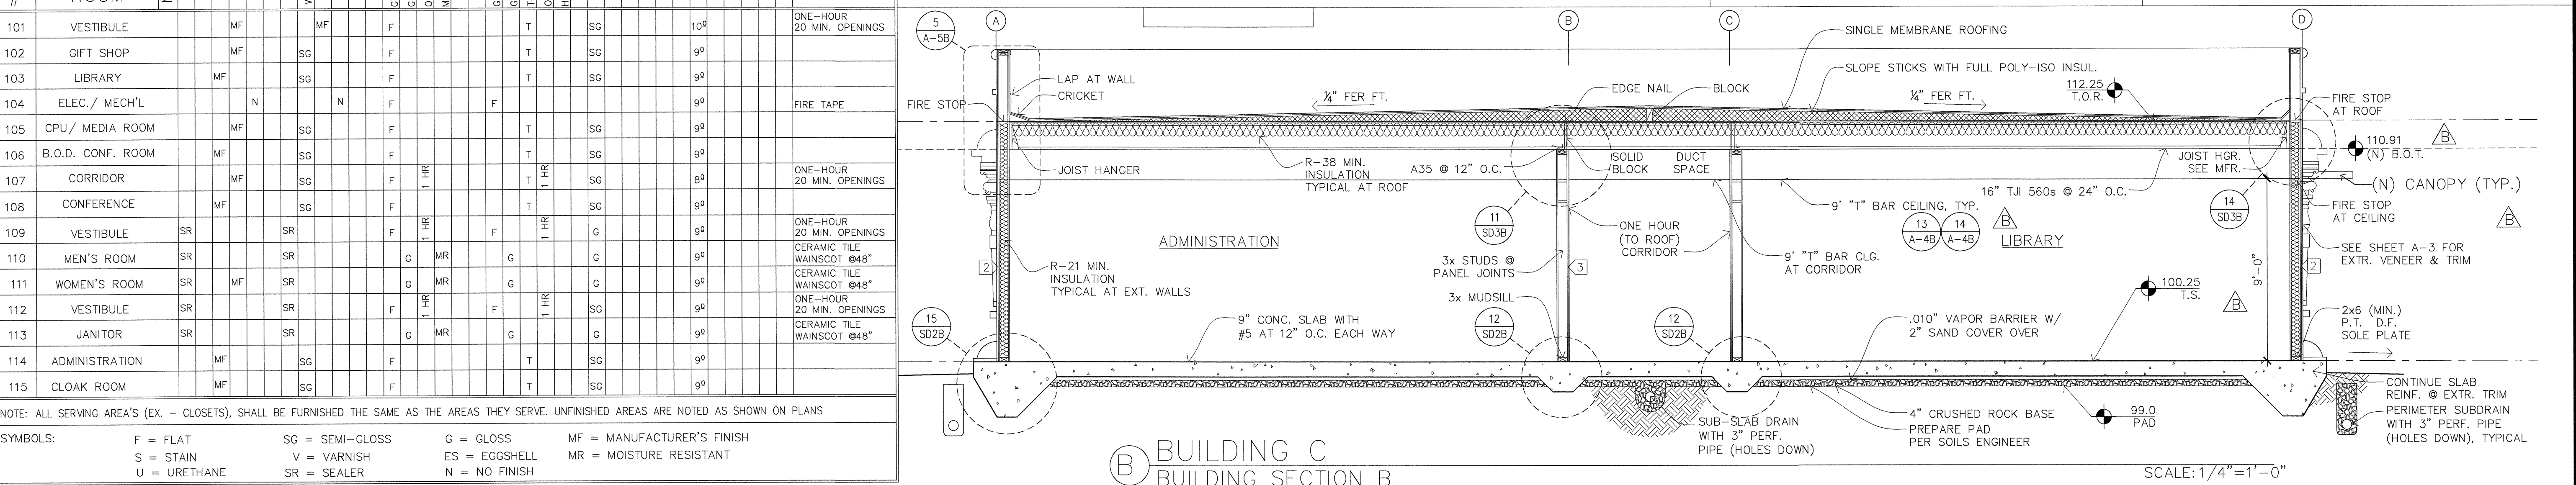 101 VESTIBULE MF MF F T SG 10⁰ ONE-HOUR
20 MIN. OPENINGS
102 GIFT SHOP MF SG F T SG 9⁰
103 LIBRARY MF SG F T SG 9⁰
104 ELEC./ MECH'L N N F F 9⁰ FIRE TAPE
105 CPU/ MEDIA ROOM MF SG F T SG 9⁰
106 B.O.D. CONF. ROOM MF SG F T SG 9⁰
107 CORRIDOR MF SG F 1 HR T 1 HR SG 8⁰ ONE-HOUR
20 MIN. OPENINGS
108 CONFERENCE MF SG F T SG 9⁰
109 VESTIBULE SR SR F 1 HR F 1 HR G 9⁰ ONE-HOUR
20 MIN. OPENINGS
110 MEN'S ROOM SR SR G MR G G 9⁰ CERAMIC TILE
WAINSCOT @48"
111 WOMEN'S ROOM SR MF SR G MR G G 9⁰ CERAMIC TILE
WAINSCOT @48"
112 VESTIBULE SR SR F 1 HR F 1 HR G 9⁰ ONE-HOUR
20 MIN. OPENINGS
113 JANITOR SR SR G MR G G 9⁰ CERAMIC TILE
WAINSCOT @48"
114 ADMINISTRATION MF SG F T SG 9⁰
115 CLOAK ROOM MF SG F T SG 9⁰
NOTE: ALL SERVING AREA'S (EX. - CLOSETS), SHALL BE FURNISHED THE SAME AS THE AREAS THEY SERVE. UNFINISHED AREAS ARE NOTED AS SHOWN ON PLANS
SYMBOLS: F = FLAT SG = SEMI-GLOSS G = GLOSS MF = MANUFACTURER'S FINISH
S = STAIN V = VARNISH ES = EGGSHELL MR = MOISTURE RESISTANT
U = URETHANE SR = SEALER N = NO FINISH
5
A-5B
A
B
C
D
LAP AT WALL
CRICKET
FIRE STOP
¼" FER FT.
EDGE NAIL
BLOCK
SINGLE MEMBRANE ROOFING
SLOPE STICKS WITH FULL POLY-ISO INSUL.
¼" FER FT.
112.25
T.O.R.
FIRE STOP
AT ROOF
110.91
(N) B.O.T.
B
JOIST HANGER
R-38 MIN.
INSULATION
TYPICAL AT ROOF
A35 @ 12" O.C.
SOLID
BLOCK
DUCT
SPACE
JOIST HGR.
SEE MFR.
16" TJI 560s @ 24" O.C.
(N) CANOPY (TYP.)
9' "T" BAR CEILING, TYP.
11
SD3B
13
A-4B
14
A-4B
B
14
SD3B
FIRE STOP
AT CEILING
B
ADMINISTRATION
ONE HOUR
(TO ROOF)
CORRIDOR
LIBRARY
2
R-21 MIN.
INSULATION
TYPICAL AT EXT. WALLS
3x STUDS @
PANEL JOINTS
3
9' "T" BAR CLG.
AT CORRIDOR
9'-0"
2
SEE SHEET A-3 FOR
EXTR. VENEER & TRIM
100.25
T.S.
B
3x MUDSILL
15
SD2B
9" CONC. SLAB WITH
#5 AT 12" O.C. EACH WAY
12
SD2B
12
SD2B
.010" VAPOR BARRIER W/
2" SAND COVER OVER
2x6 (MIN.)
P.T. D.F.
SOLE PLATE
CONTINUE SLAB
REINF. @ EXTR. TRIM
PERIMETER SUBDRAIN
WITH 3" PERF. PIPE
(HOLES DOWN), TYPICAL
SUB-SLAB DRAIN
WITH 3" PERF.
PIPE (HOLES DOWN)
4" CRUSHED ROCK BASE
PREPARE PAD
PER SOILS ENGINEER
99.0
PAD
B
BUILDING C
BUILDING SECTION B
SCALE: 1/4"=1'-0"